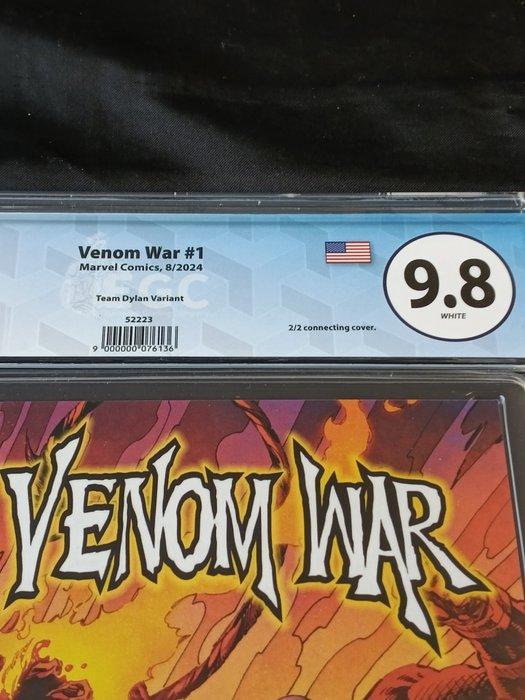 Venom War #1
Marvel Comics, 8/2024
EGC
Team Dylan Variant
52223
9 000000 076136
2/2 connecting cover.
9.8
WHITE
VENOM WAR